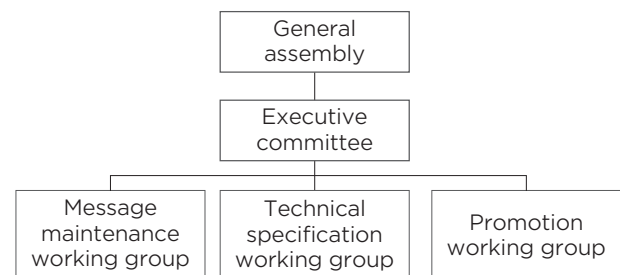 General
assembly
Executive
committee
Message
maintenance
working group
Technical
specification
working group
Promotion
working group